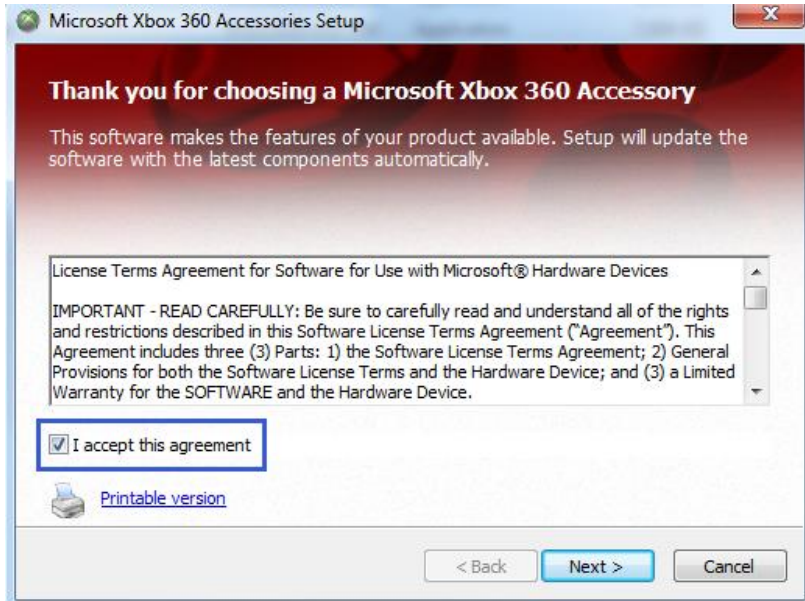 Microsoft Xbox 360 Accessories Setup
Thank you for choosing a Microsoft Xbox 360 Accessory
This software makes the features of your product available. Setup will update the
software with the latest components automatically.
License Terms Agreement for Software for Use with Microsoft® Hardware Devices
IMPORTANT - READ CAREFULLY: Be sure to carefully read and understand all of the rights
and restrictions described in this Software License Terms Agreement ("Agreement"). This
Agreement includes three (3) Parts: 1) the Software License Terms Agreement; 2) General
Provisions for both the Software License Terms and the Hardware Device; and (3) a Limited
Warranty for the SOFTWARE and the Hardware Device.
I accept this agreement
Printable version
< Back Next > Cancel